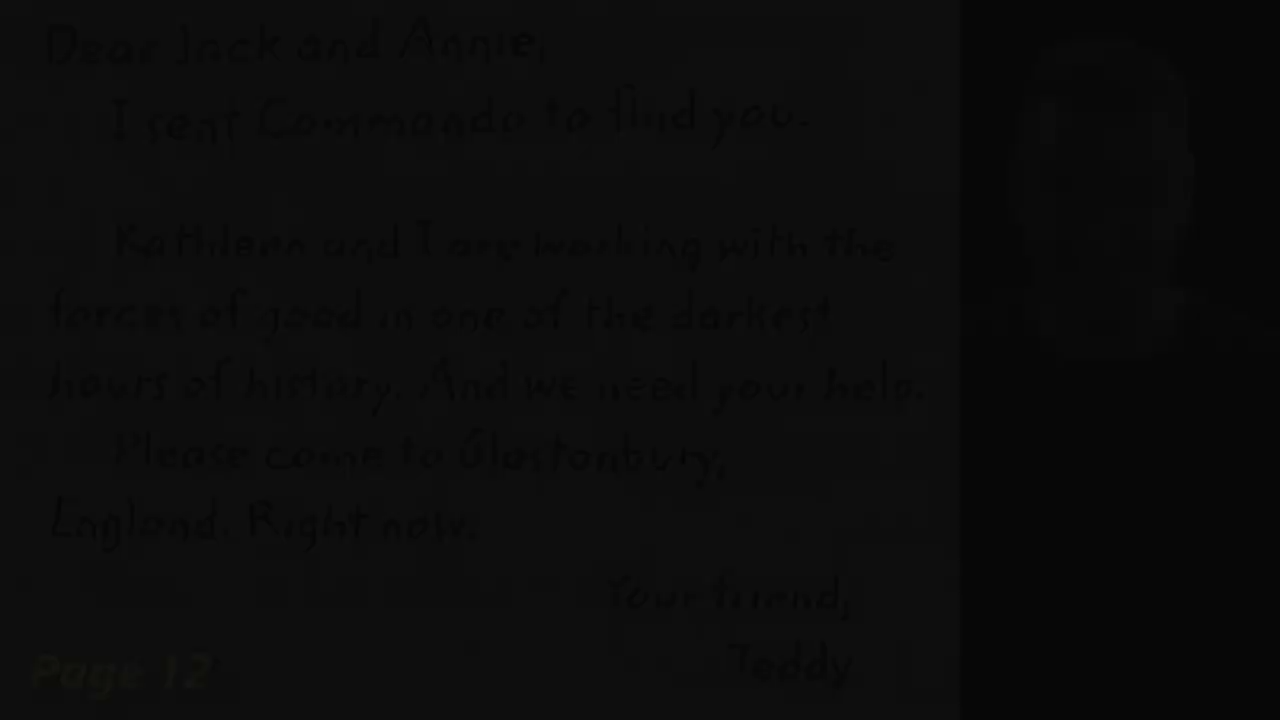 Dear Jack and Annie,
I sent Commando to find you.
Kathleen and I are working with the
forces of good in one of the darkest
hours of history. And we need your help.
Please come to Glastonbury,
England. Right now.
Your friend,
Teddy
Page 12